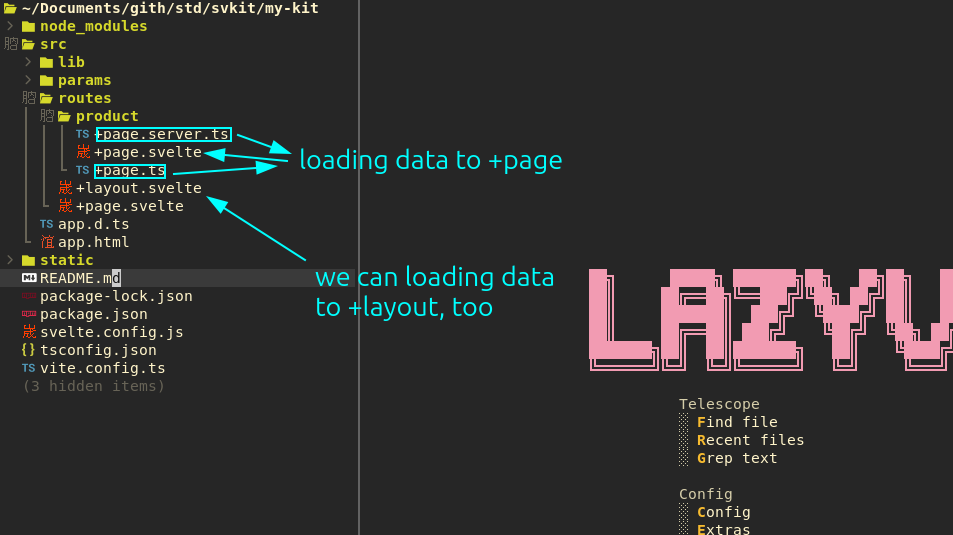 ~/Documents/gith/std/svkit/my-kit
node_modules
src
lib
params
routes
product
TS +page.server.ts
+page.svelte
loading data to +page
TS +page.ts
+layout.svelte
+page.svelte
TS app.d.ts
app.html
static
we can loading data
to +layout, too
README.md
package-lock.json
package.json
svelte.config.js
{} tsconfig.json
TS vite.config.ts
(3 hidden items)
LAZYV
Telescope
Find file
Recent files
Grep text
Config
Config
Extras